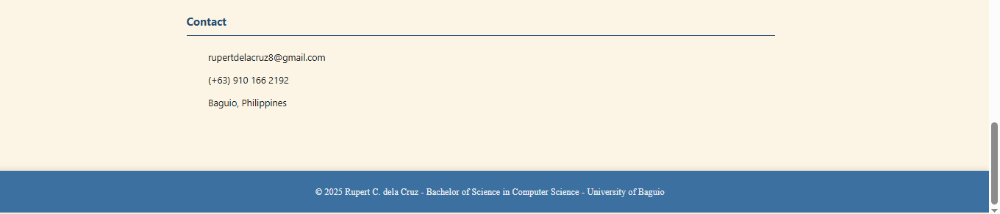 Contact
rupertdelacruz8@gmail.com
(+63) 910 166 2192
Baguio, Philippines
© 2025 Rupert C. dela Cruz - Bachelor of Science in Computer Science - University of Baguio